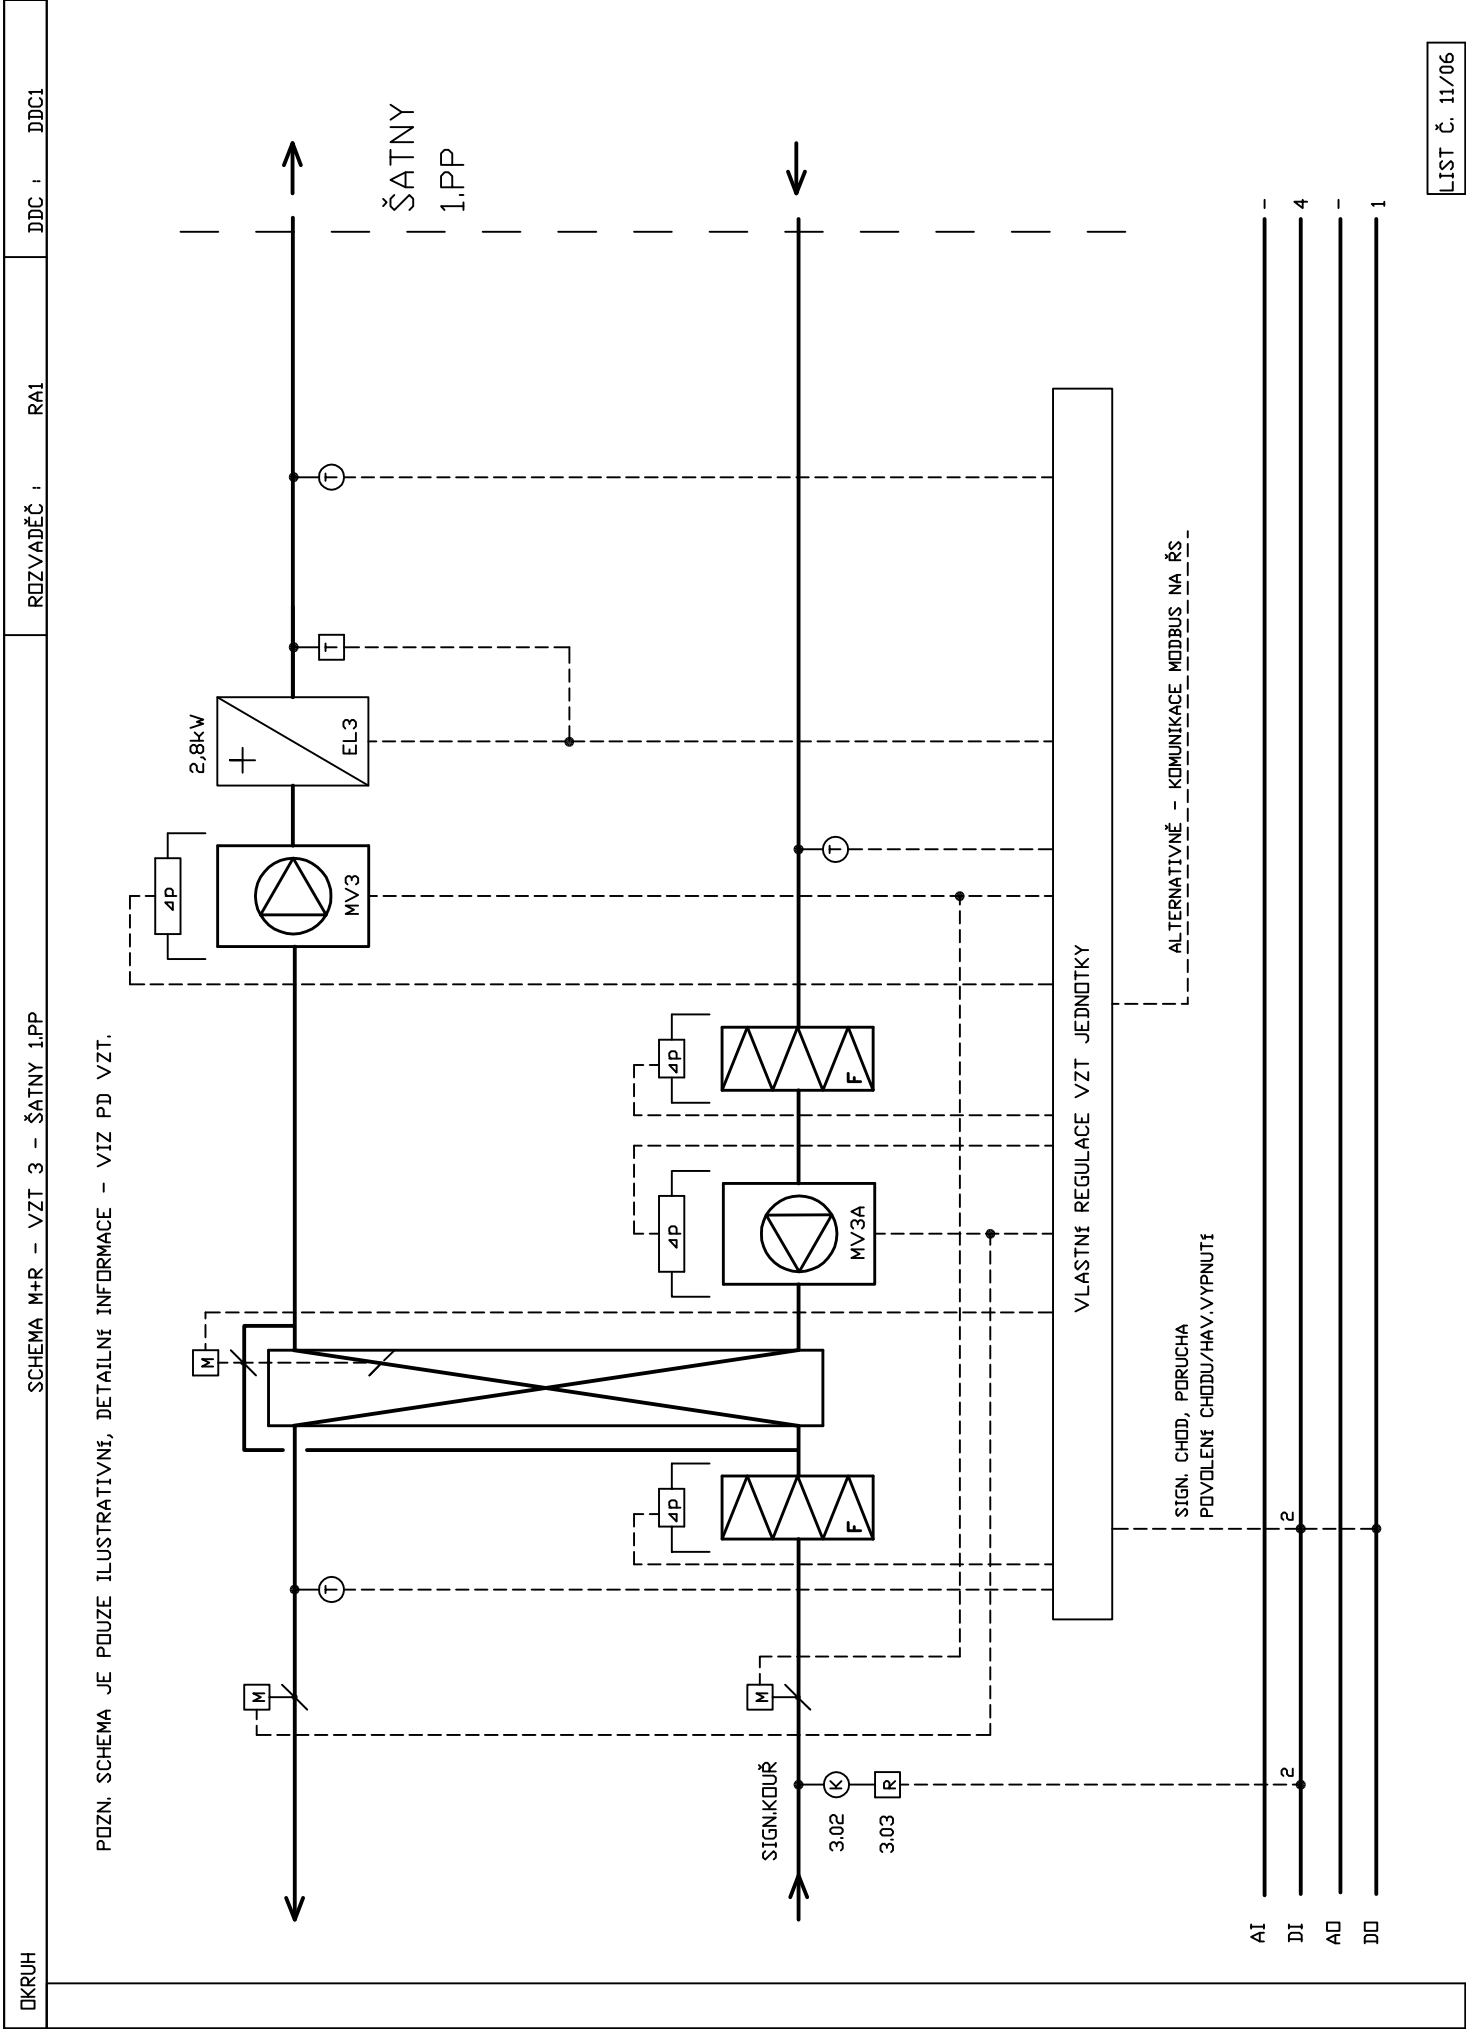 OKRUH
SCHEMA M+R - VZT 3 - ŠATNY 1.PP
ROZVADĚČ : RA1
DDC : DDC1
POZN. SCHEMA JE POUZE ILUSTRATIVNÍ, DETAILNÍ INFORMACE - VIZ PD VZT.
ΔP
2,8kW
M
MV3
EL3
M
T
T
T
ŠATNY
1.PP
ΔP
ΔP
ΔP
SIGN.KOUŘ
M
F
MV3A
F
K
T
3.02
R
3.03
VLASTNÍ REGULACE VZT JEDNOTKY
ALTERNATIVNĚ - KOMUNIKACE MODBUS NA ŘS
SIGN. CHOD, PORUCHA
POVOLENÍ CHODU/HAV.VYPNUTÍ
AI -
2 2
DI 4
AO -
DO 1
LIST Č. 11/06